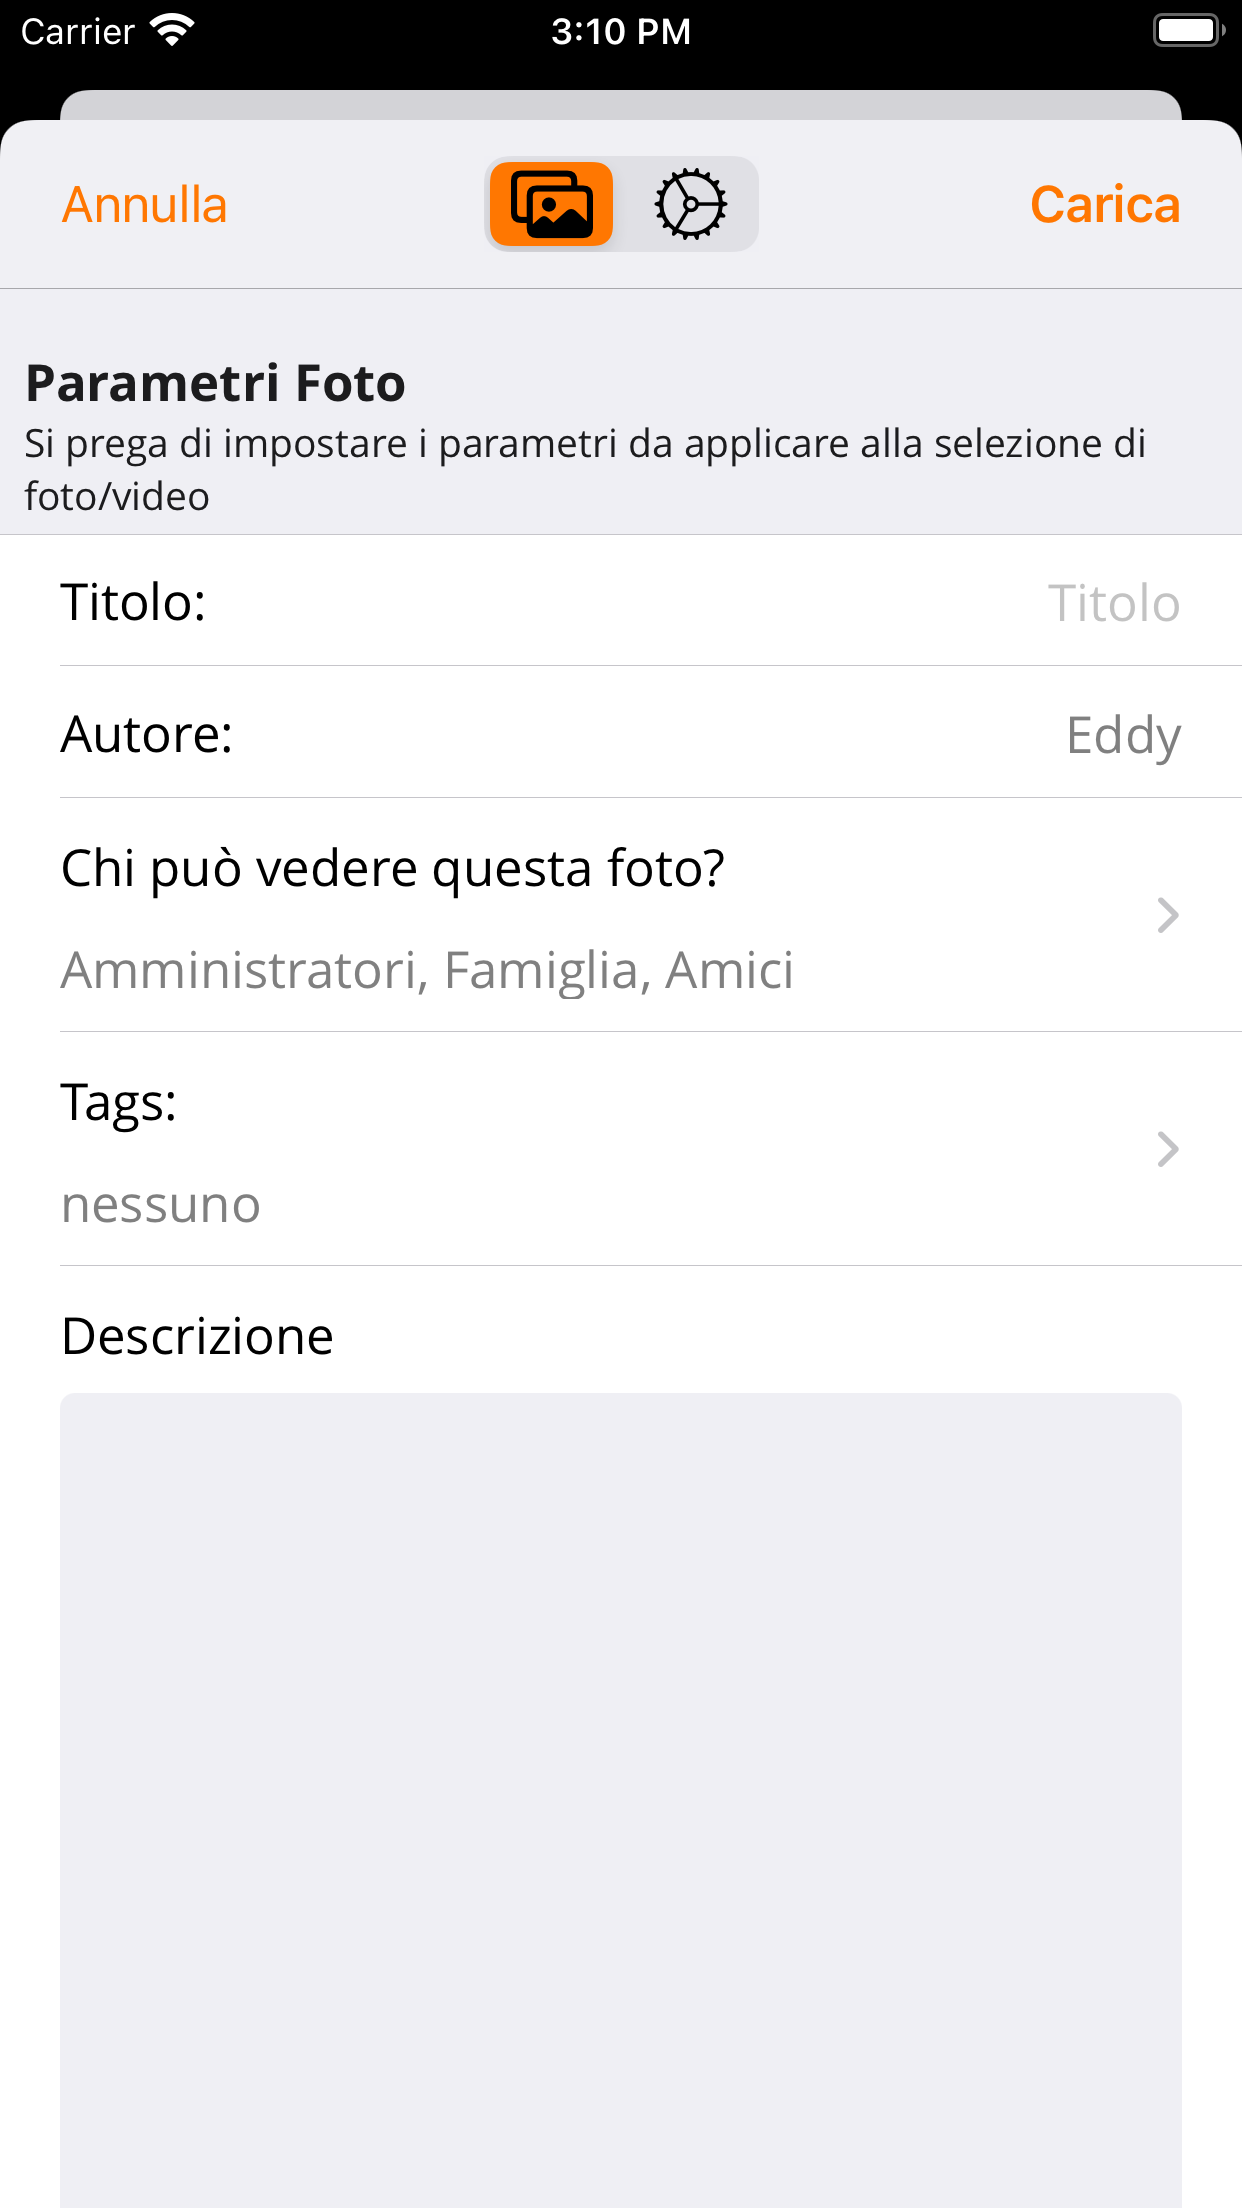 Carrier 3:10 PM
Annulla Carica
Parametri Foto
Si prega di impostare i parametri da applicare alla selezione di
foto/video
Titolo: Titolo
Autore: Eddy
Chi può vedere questa foto?
Amministratori, Famiglia, Amici
Tags:
nessuno
Descrizione